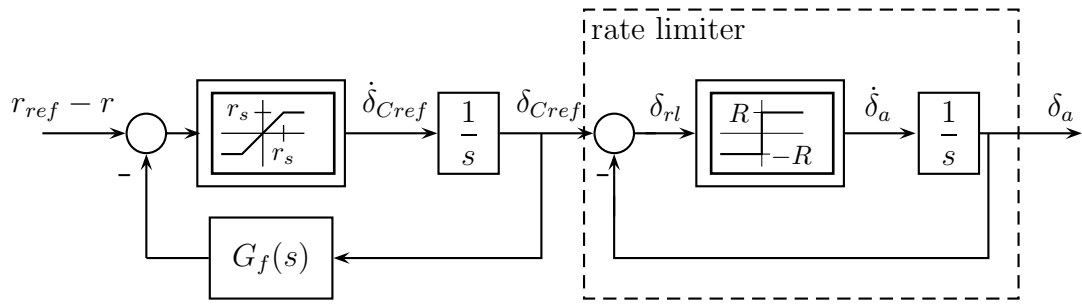 rate limiter
r_ref − r
-
r_s
r_s
δ̇_Cref
1
s
δ_Cref
G_f(s)
-
δ_rl
R
−R
δ̇_a
1
s
δ_a